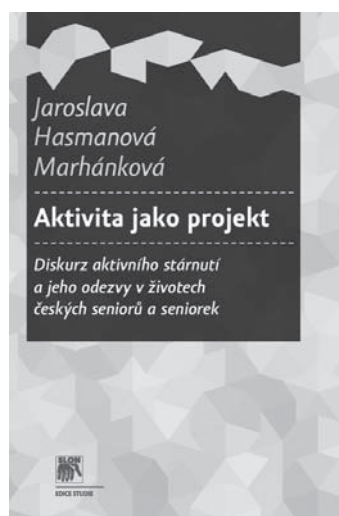 Jaroslava
Hasmanová
Marhánková
Aktivita jako projekt
Diskurz aktivního stárnutí
a jeho odezvy v životech
českých seniorů a seniorek
SLON
EDICE STUDIE